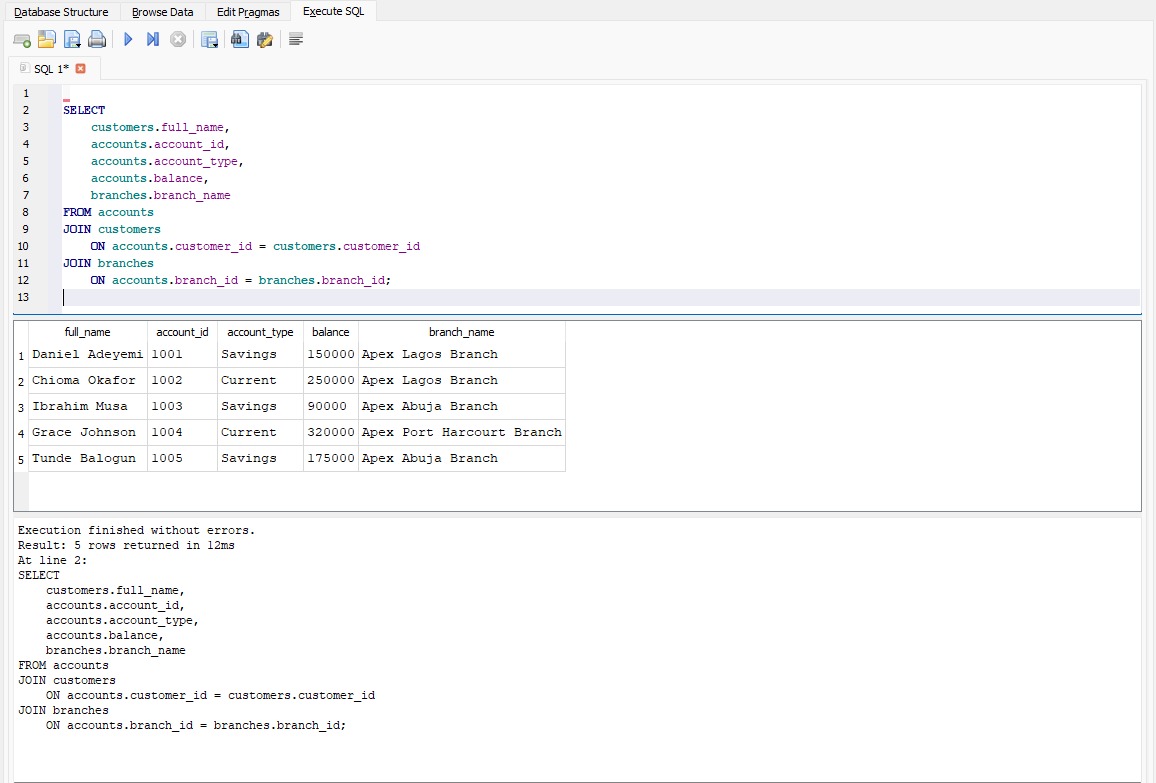 Database Structure Browse Data Edit Pragmas Execute SQL
SQL 1*
1
2 SELECT
3 customers.full_name,
4 accounts.account_id,
5 accounts.account_type,
6 accounts.balance,
7 branches.branch_name
8 FROM accounts
9 JOIN customers
10 ON accounts.customer_id = customers.customer_id
11 JOIN branches
12 ON accounts.branch_id = branches.branch_id;
13
full_name account_id account_type balance branch_name
1 Daniel Adeyemi 1001 Savings 150000 Apex Lagos Branch
2 Chioma Okafor 1002 Current 250000 Apex Lagos Branch
3 Ibrahim Musa 1003 Savings 90000 Apex Abuja Branch
4 Grace Johnson 1004 Current 320000 Apex Port Harcourt Branch
5 Tunde Balogun 1005 Savings 175000 Apex Abuja Branch
Execution finished without errors.
Result: 5 rows returned in 12ms
At line 2:
SELECT
customers.full_name,
accounts.account_id,
accounts.account_type,
accounts.balance,
branches.branch_name
FROM accounts
JOIN customers
ON accounts.customer_id = customers.customer_id
JOIN branches
ON accounts.branch_id = branches.branch_id;